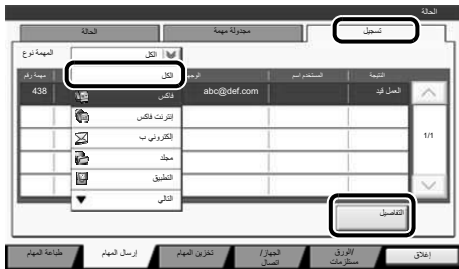 الحالة
الحالة
مجدولة مهمة
تسجيل
المهمة نوع
الكل
مهمة رقم
الكل
المستخدم اسم
النتيجة
438
فاكس
abc@def.com
العمل قيد
إنترنت فاكس
إلكتروني ب
1/1
مجلد
التطبيق
التالي
التفاصيل
طباعة المهام
إرسال المهام
تخزين المهام
الجهاز/
اتصال
الورق/
مستلزمات
إغلاق